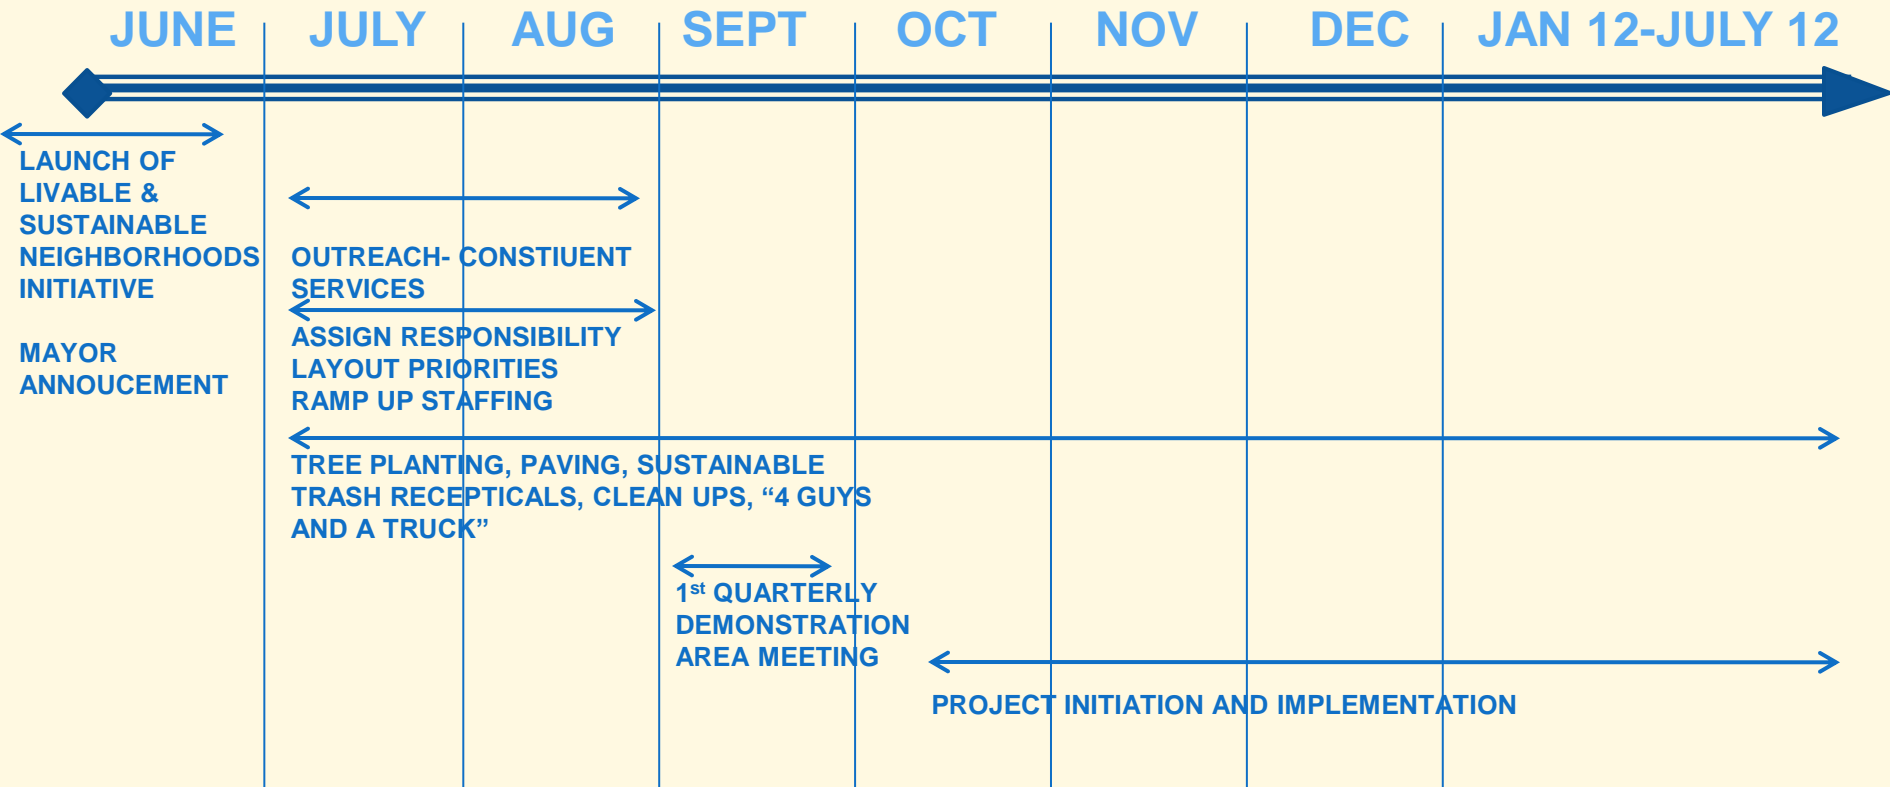 JUNE JULY AUG SEPT OCT NOV DEC JAN 12-JULY 12
LAUNCH OF
LIVABLE &
SUSTAINABLE
NEIGHBORHOODS
INITIATIVE
MAYOR
ANNOUCEMENT
OUTREACH- CONSTIUENT
SERVICES
ASSIGN RESPONSIBILITY
LAYOUT PRIORITIES
RAMP UP STAFFING
TREE PLANTING, PAVING, SUSTAINABLE
TRASH RECEPTICALS, CLEAN UPS, “4 GUYS
AND A TRUCK”
1st QUARTERLY
DEMONSTRATION
AREA MEETING
PROJECT INITIATION AND IMPLEMENTATION